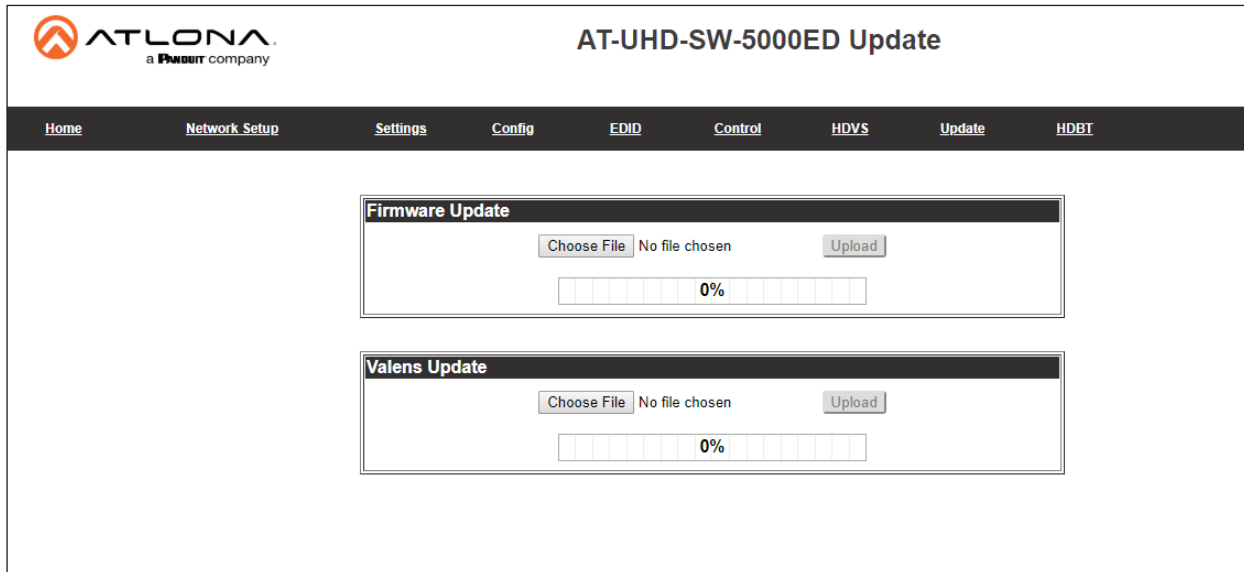 ATLONA.
a PANDUIT company
AT-UHD-SW-5000ED Update
Home Network Setup Settings Config EDID Control HDVS Update HDBT
Firmware Update
Choose File No file chosen Upload
0%
Valens Update
Choose File No file chosen Upload
0%